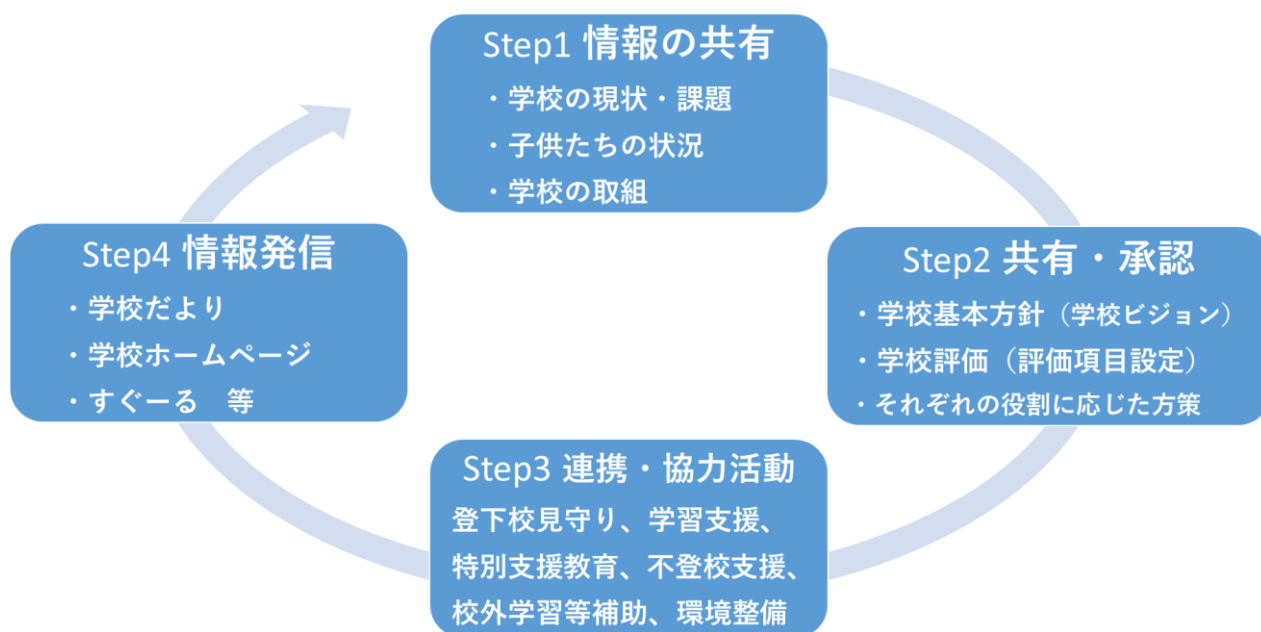 Step1 情報の共有
・学校の現状・課題
・子供たちの状況
・学校の取組
Step2 共有・承認
・学校基本方針（学校ビジョン）
・学校評価（評価項目設定）
・それぞれの役割に応じた方策
Step3 連携・協力活動
登下校見守り、学習支援、
特別支援教育、不登校支援、
校外学習等補助、環境整備
Step4 情報発信
・学校だより
・学校ホームページ
・すぐーる　等